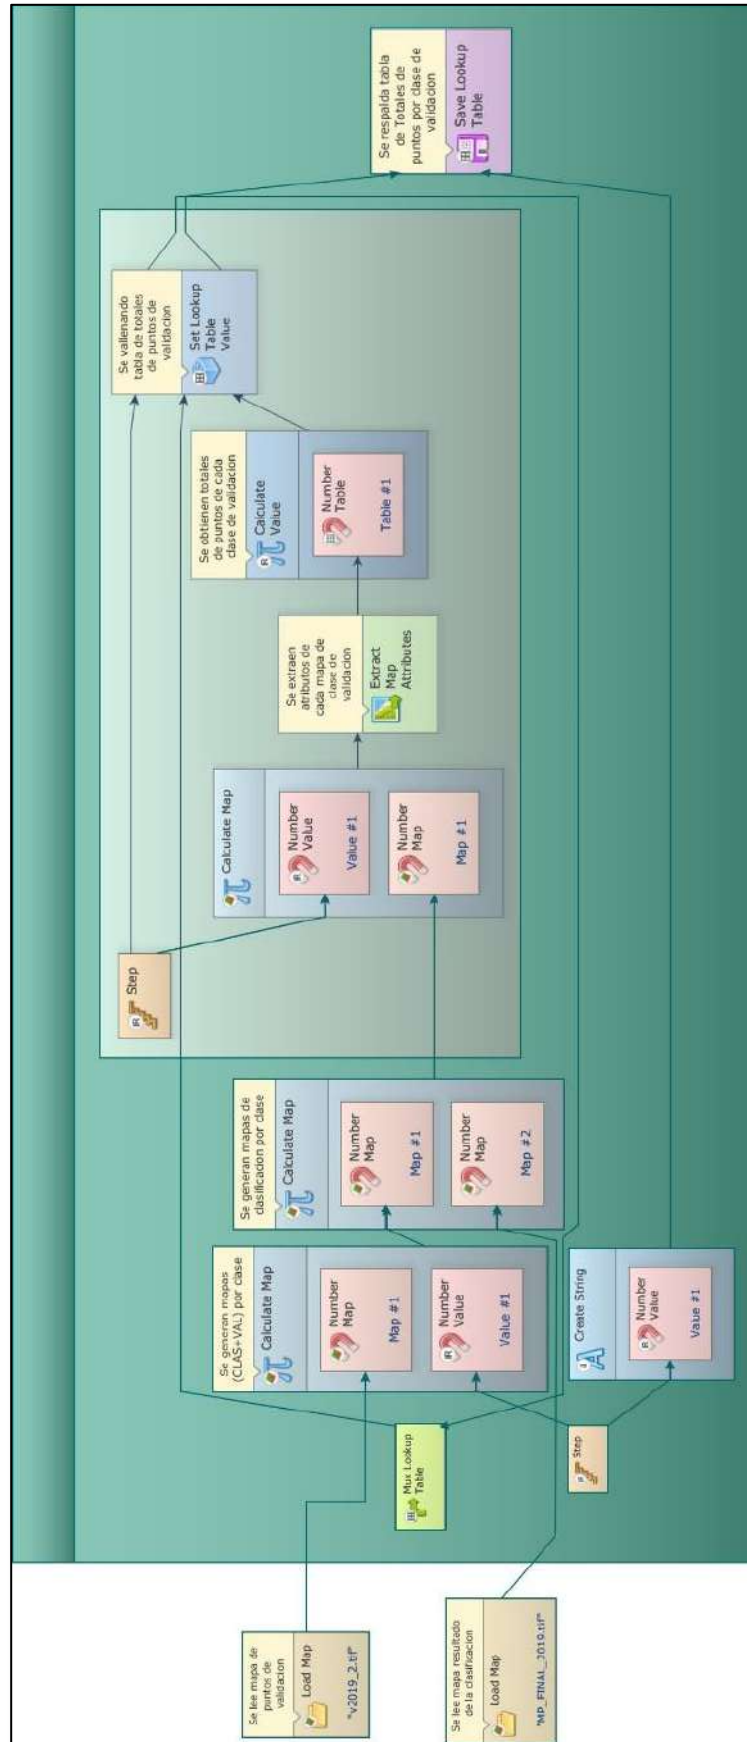 Se lee mapa de
puntos de
validacion
Load Map
"v2019_2.tif"
Se lee mapa resultado
de la clasificacion
Load Map
"MP_FINAL_2019.tif"
Mux Lookup
Table
Step
Se generan mapas
(CLAS+VAL) por clase
Calculate Map
Number
Map
Map #1
Number
Value
Value #1
Create String
Number
Value
Value #1
Se generan mapas de
clasificacion por clase
Calculate Map
Number
Map
Map #1
Number
Map
Map #2
Step
Calculate Map
Number
Value
Value #1
Number
Map
Map #1
Se extraen
atributos de
cada mapa de
clase de
validacion
Extract
Map
Attributes
Se obtienen totales
de puntos de cada
clase de validacion
Calculate
Value
Number
Table
Table #1
Se vallenando
tabla de totales
de puntos de
validacion
Set Lookup
Table
Value
Se respalda tabla
de Totales de
puntos por clase de
validacion
Save Lookup
Table